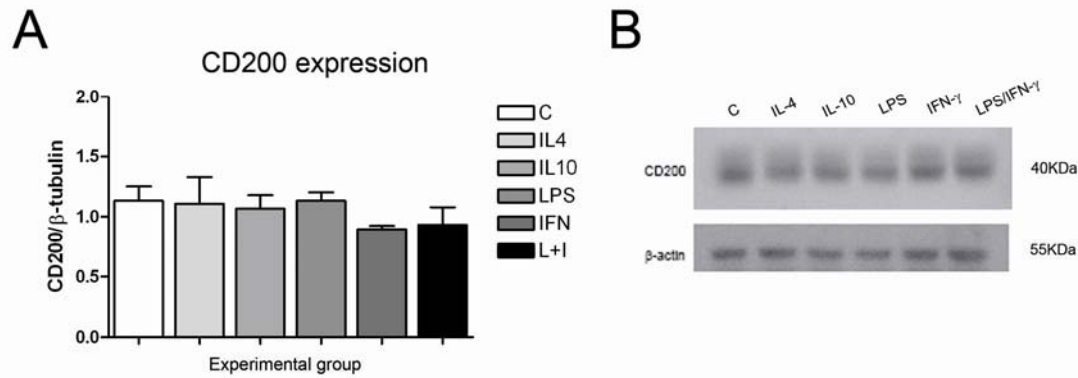 A
CD200 expression
2.0
1.5
1.0
0.5
0.0
CD200/β-tubulin
Experimental group
C
IL4
IL10
LPS
IFN
L+I
B
C IL-4 IL-10 LPS IFN-γ LPS/IFN-γ
CD200 40KDa
β-actin 55KDa